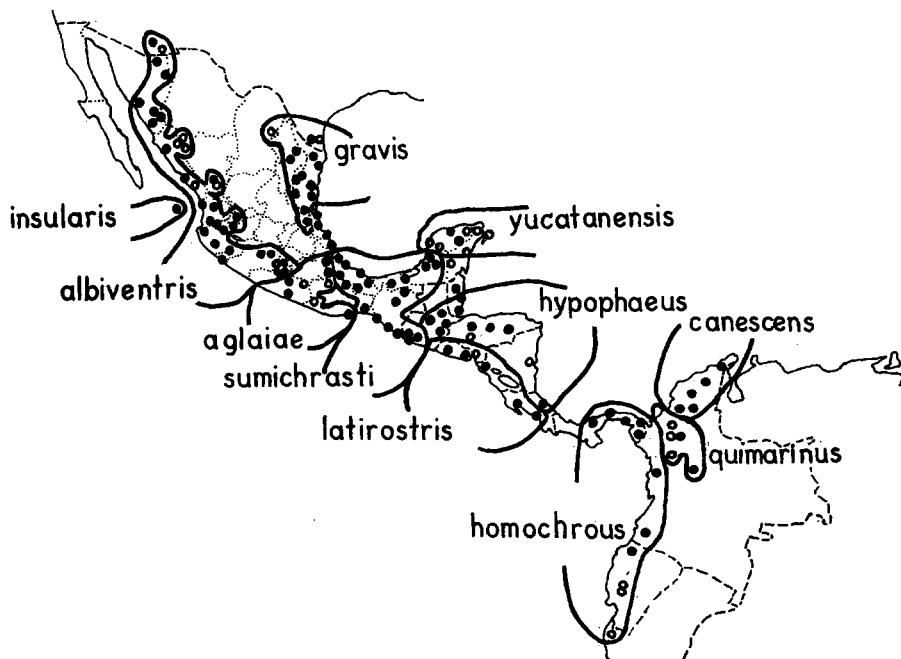 gravis
insularis
yucatanensis
albiventris
hypophaeus
canescens
aglaiae
sumichrasti
latirostris
quimarinus
homochrous